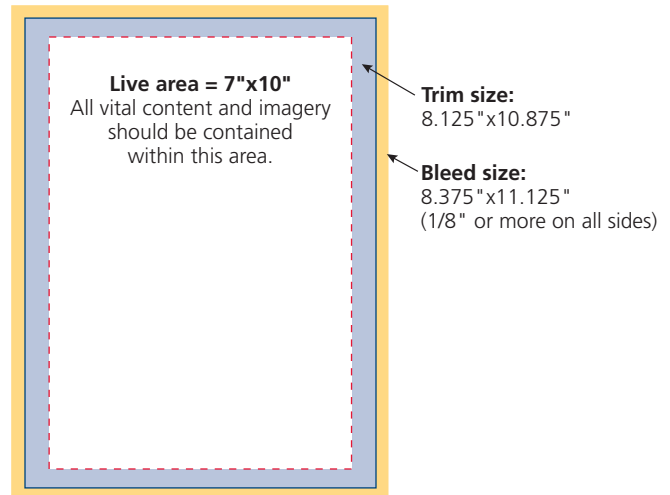 Live area = 7"x10"
All vital content and imagery
should be contained
within this area.
Trim size:
8.125"x10.875"
Bleed size:
8.375"x11.125"
(1/8" or more on all sides)